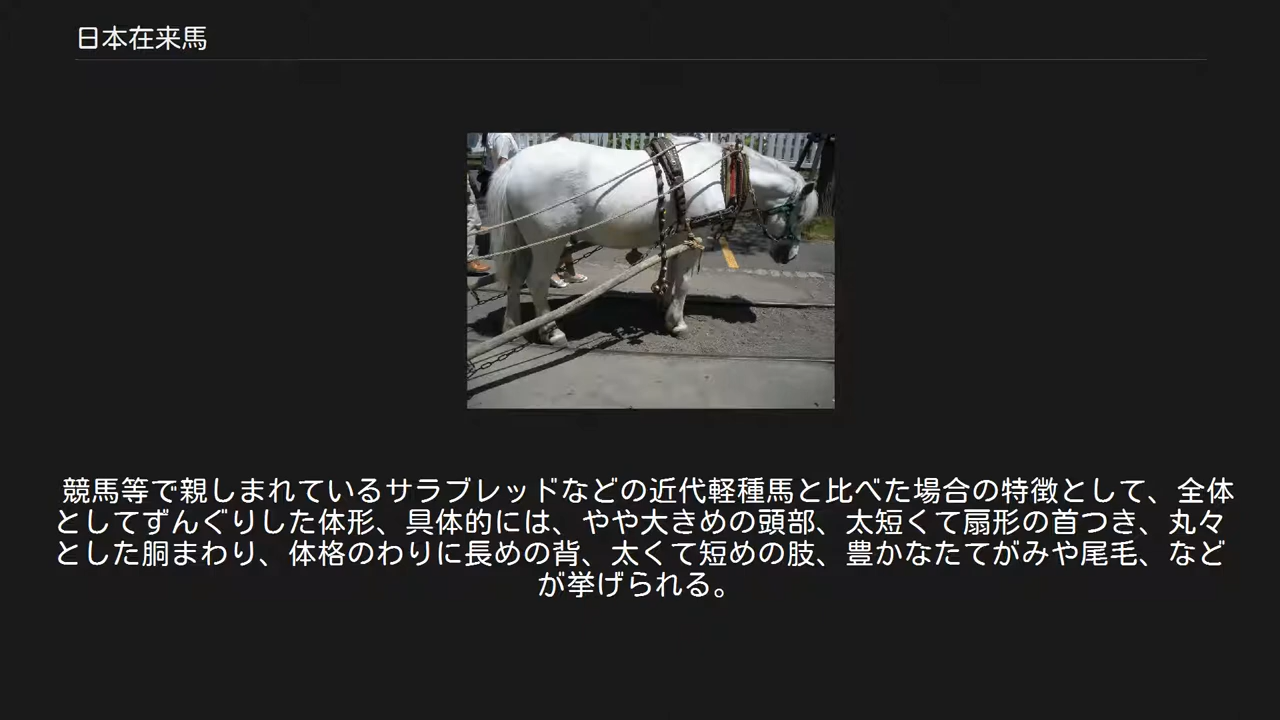 日本在来馬
競馬等で親しまれているサラブレッドなどの近代軽種馬と比べた場合の特徴として、全体
としてずんぐりした体形、具体的には、やや大きめの頭部、太短くて扇形の首つき、丸々
とした胴まわり、体格のわりに長めの背、太くて短めの肢、豊かなたてがみや尾毛、など
が挙げられる。